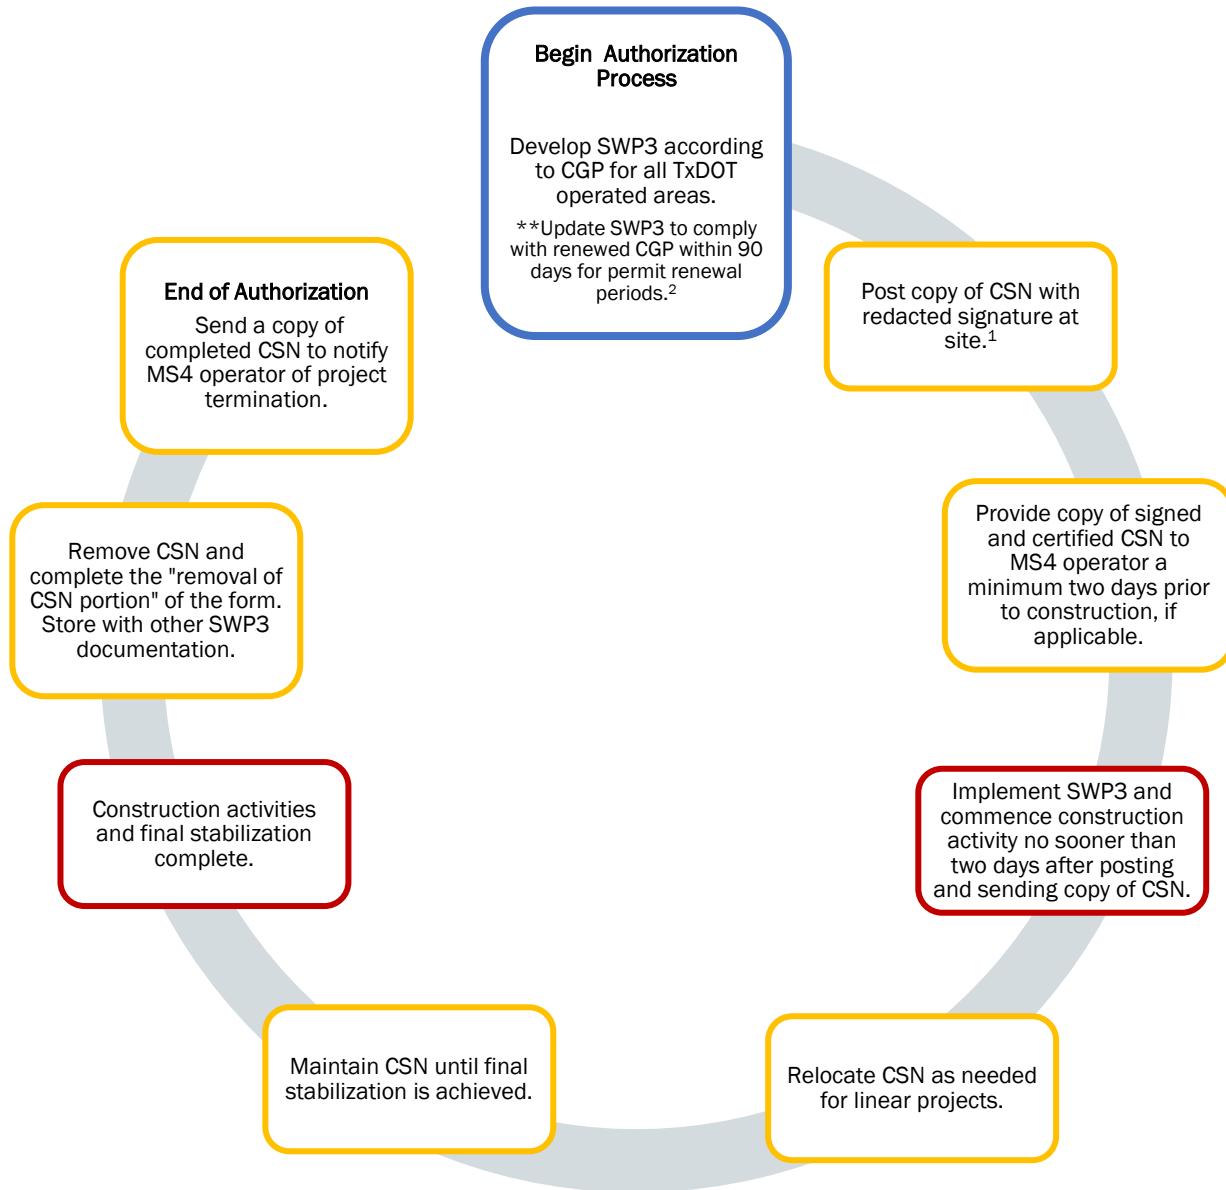 Begin Authorization
Process
Develop SWP3 according
to CGP for all TxDOT
operated areas.
**Update SWP3 to comply
with renewed CGP within 90
days for permit renewal
periods.²
Post copy of CSN with
redacted signature at
site.¹
Provide copy of signed
and certified CSN to
MS4 operator a
minimum two days prior
to construction, if
applicable.
Implement SWP3 and
commence construction
activity no sooner than
two days after posting
and sending copy of CSN.
Relocate CSN as needed
for linear projects.
Maintain CSN until final
stabilization is achieved.
Construction activities
and final stabilization
complete.
Remove CSN and
complete the "removal of
CSN portion" of the form.
Store with other SWP3
documentation.
End of Authorization
Send a copy of
completed CSN to notify
MS4 operator of project
termination.